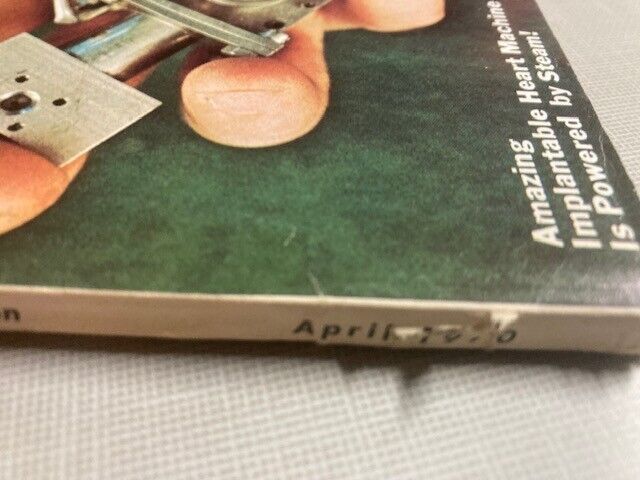 Amazing
Implantable Heart Machine
Is Powered by Steam!
April